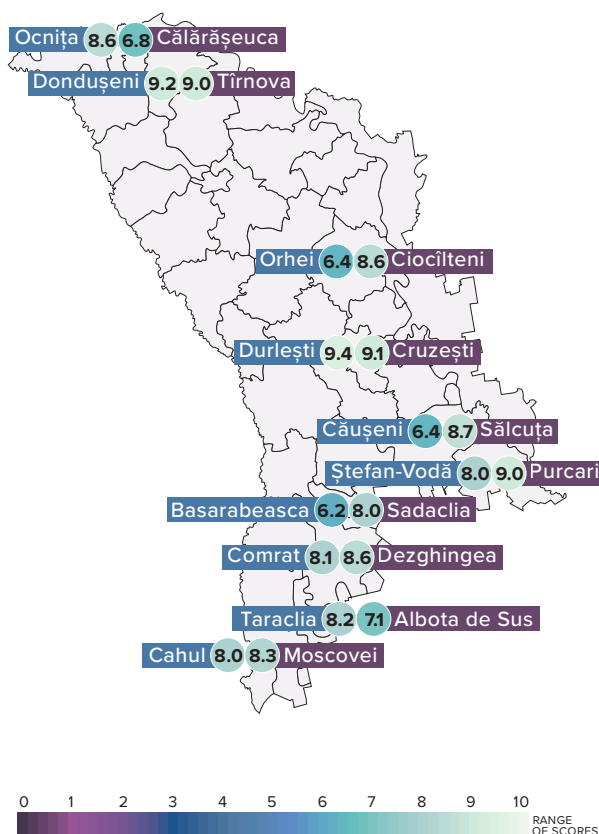 Ocnița 8.6 6.8 Călărășeuca
Dondușeni 9.2 9.0 Tîrnova
Orhei 6.4 8.6 Ciocîlteni
Durlești 9.4 9.1 Cruzești
Căușeni 6.4 8.7 Sălcuța
Ștefan-Vodă 8.0 9.0 Purcari
Basarabeasca 6.2 8.0 Sadaclia
Comrat 8.1 8.6 Dezghingea
Taraclia 8.2 7.1 Albota de Sus
Cahul 8.0 8.3 Moscovei
0 1 2 3 4 5 6 7 8 9 10
RANGE
OF SCORES